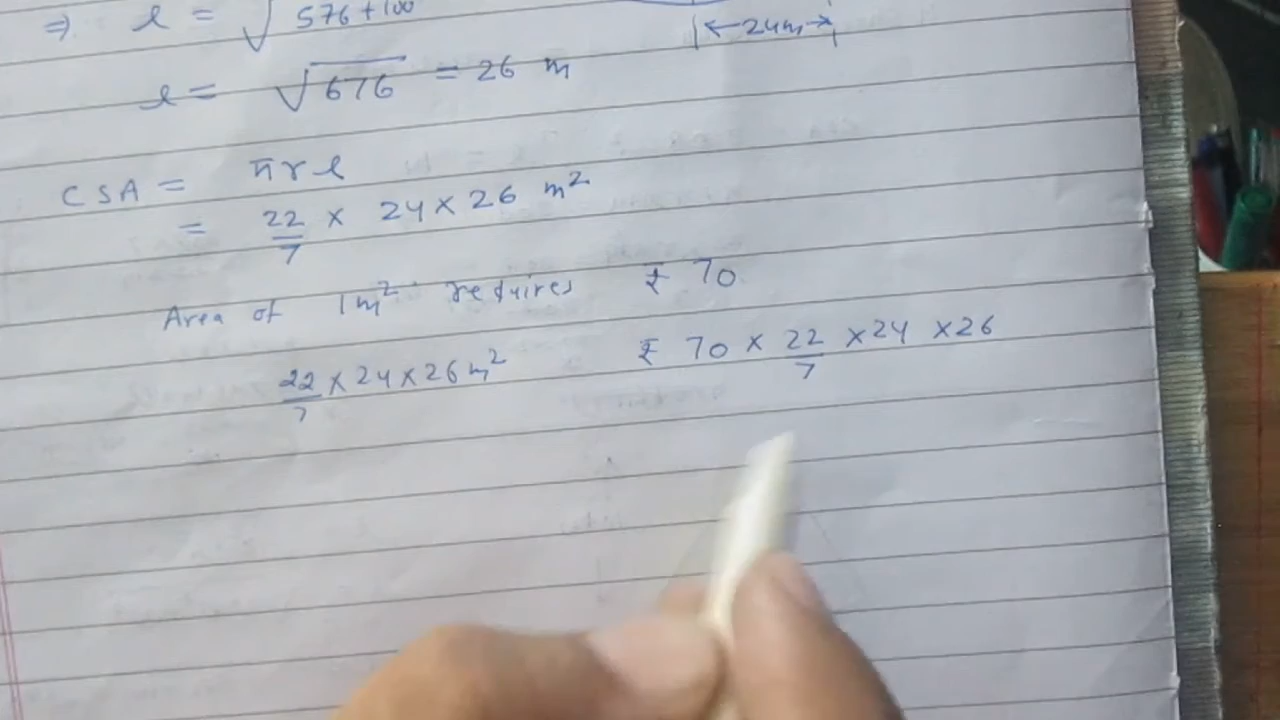 ⇒ l = √576+100
←24m→
l = √676 = 26 m
CSA = πrl
= 22/7 × 24 × 26 m²
Area of 1m² requires ₹ 70
22/7 × 24 × 26 m² ₹ 70 × 22/7 × 24 × 26